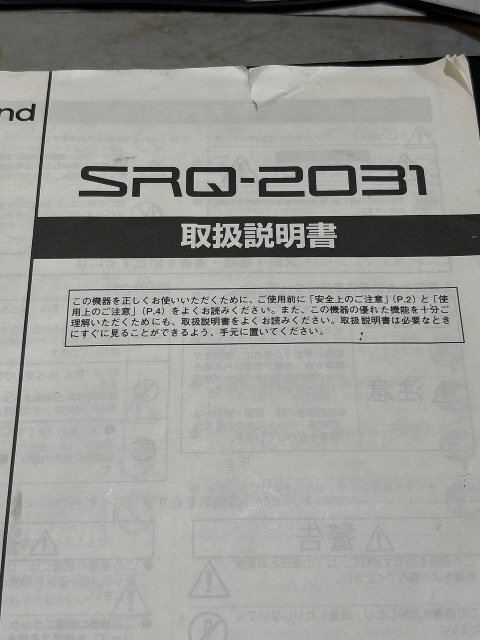 nd
SRQ-2031
取扱説明書
この機器を正しくお使いいただくために、ご使用前に「安全上のご注意」(P.2) と「使
用上のご注意」(P.4) をよくお読みください。また、この機器の優れた機能を十分ご
理解いただくためにも、取扱説明書をよくお読みください。取扱説明書は必要なとき
にすぐに見ることができるよう、手元に置いてください。